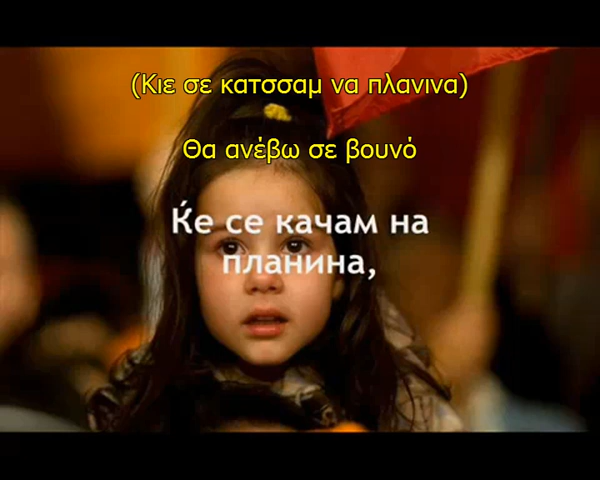 (Κιε σε κατσσαμ να πλανινα)
Θα ανέβω σε βουνό
Ќе се качам на
планина,